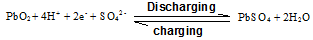 Discharging
PbO₂+ 4H⁺ + 2e⁻ + SO₄²⁻ ⇌ PbSO₄ + 2H₂O
charging